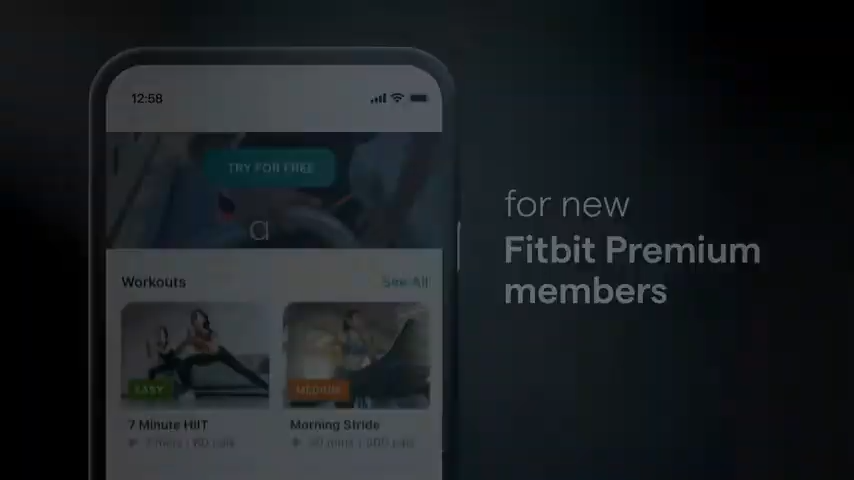 12:58
TRY FOR FREE
a
for new
Fitbit Premium
members
Workouts
See All
EASY
MEDIUM
7 Minute HIIT
Morning Stride